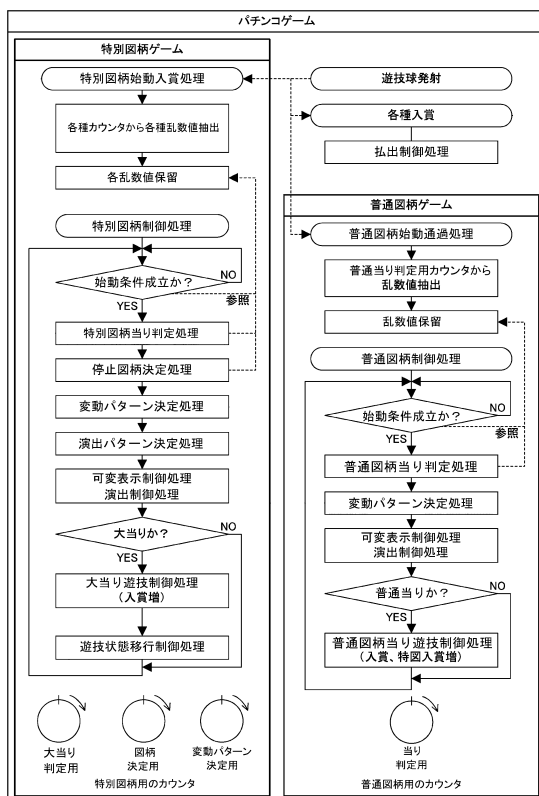 パチンコゲーム
特別図柄ゲーム
特別図柄始動入賞処理
各種カウンタから各種乱数値抽出
各乱数値保留
特別図柄制御処理
始動条件成立か？
NO
参照
YES
特別図柄当り判定処理
停止図柄決定処理
変動パターン決定処理
演出パターン決定処理
可変表示制御処理
演出制御処理
大当りか？
NO
YES
大当り遊技制御処理
（入賞増）
遊技状態移行制御処理
大当り
判定用
図柄
決定用
変動パターン
決定用
特別図柄用のカウンタ
遊技球発射
各種入賞
払出制御処理
普通図柄ゲーム
普通図柄始動通過処理
普通当り判定用カウンタから
乱数値抽出
乱数値保留
普通図柄制御処理
始動条件成立か？
NO
参照
YES
普通図柄当り判定処理
変動パターン決定処理
可変表示制御処理
演出制御処理
普通当りか？
NO
YES
普通図柄当り遊技制御処理
（入賞、特図入賞増）
当り
判定用
普通図柄用のカウンタ